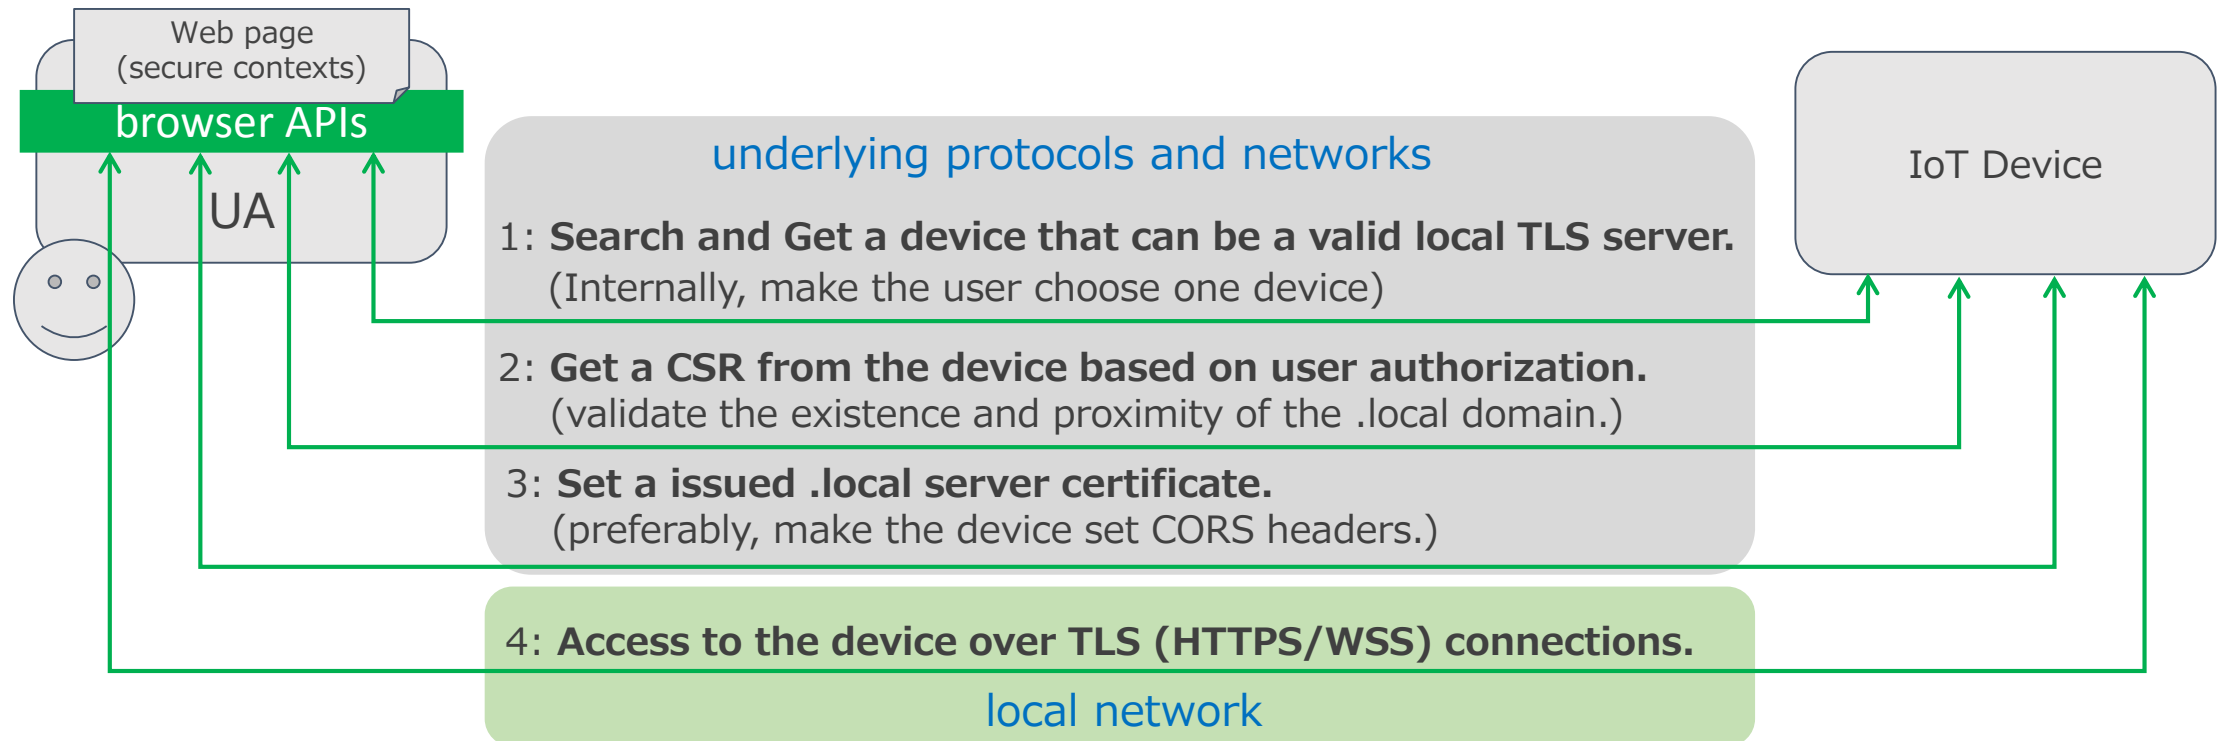 Web page
(secure contexts)
browser APIs
UA
underlying protocols and networks
1: Search and Get a device that can be a valid local TLS server.
(Internally, make the user choose one device)
2: Get a CSR from the device based on user authorization.
(validate the existence and proximity of the .local domain.)
3: Set a issued .local server certificate.
(preferably, make the device set CORS headers.)
4: Access to the device over TLS (HTTPS/WSS) connections.
local network
IoT Device